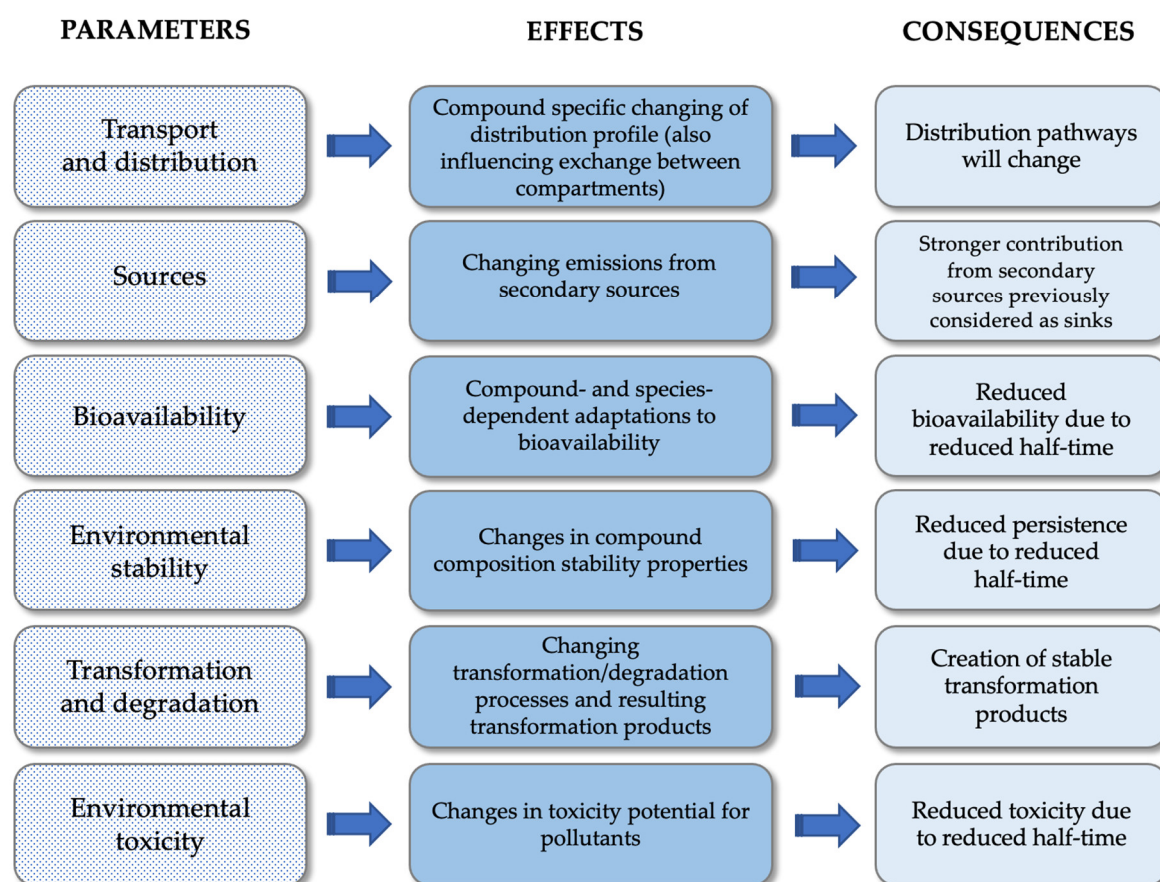 PARAMETERS
EFFECTS
CONSEQUENCES
Transport
and distribution
Compound specific changing of
distribution profile (also
influencing exchange between
compartments)
Distribution pathways
will change
Sources
Changing emissions from
secondary sources
Stronger contribution
from secondary
sources previously
considered as sinks
Bioavailability
Compound- and species-
dependent adaptations to
bioavailability
Reduced
bioavailability due to
reduced half-time
Environmental
stability
Changes in compound
composition stability properties
Reduced persistence
due to reduced
half-time
Transformation
and degradation
Changing
transformation/degradation
processes and resulting
transformation products
Creation of stable
transformation
products
Environmental
toxicity
Changes in toxicity potential for
pollutants
Reduced toxicity due
to reduced half-time